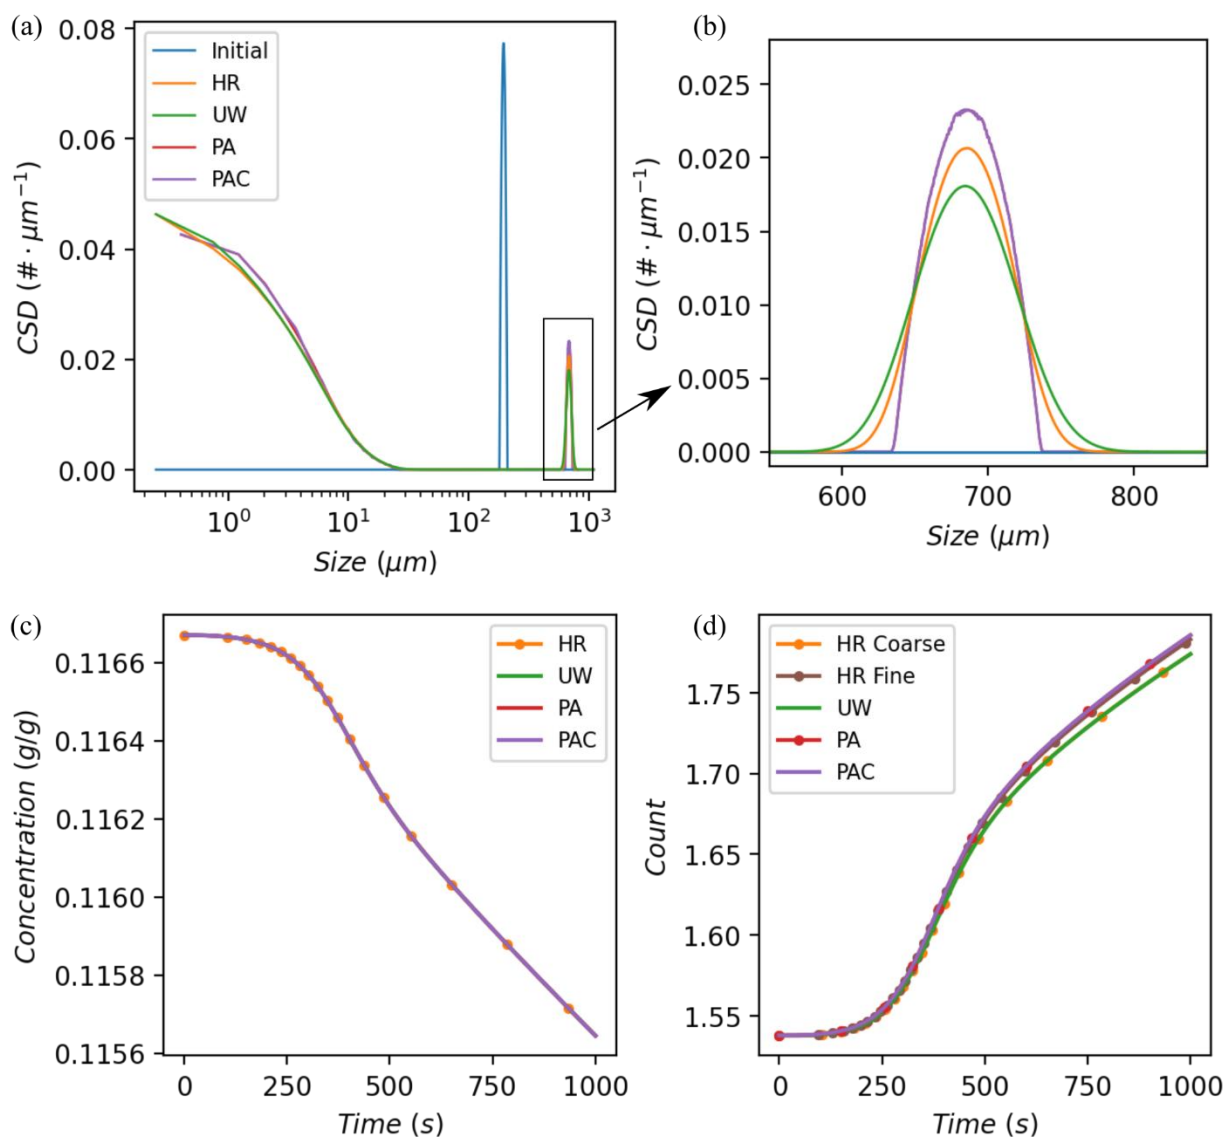 (a)
0.08
0.06
0.04
0.02
0.00
CSD (# · μm⁻¹)
Initial
HR
UW
PA
PAC
10⁰ 10¹ 10² 10³
Size (μm)
(b)
0.025
0.020
0.015
0.010
0.005
0.000
CSD (# · μm⁻¹)
600 700 800
Size (μm)
(c)
0.1166
0.1164
0.1162
0.1160
0.1158
0.1156
Concentration (g/g)
HR
UW
PA
PAC
0 250 500 750 1000
Time (s)
(d)
1.75
1.70
1.65
1.60
1.55
Count
HR Coarse
HR Fine
UW
PA
PAC
0 250 500 750 1000
Time (s)